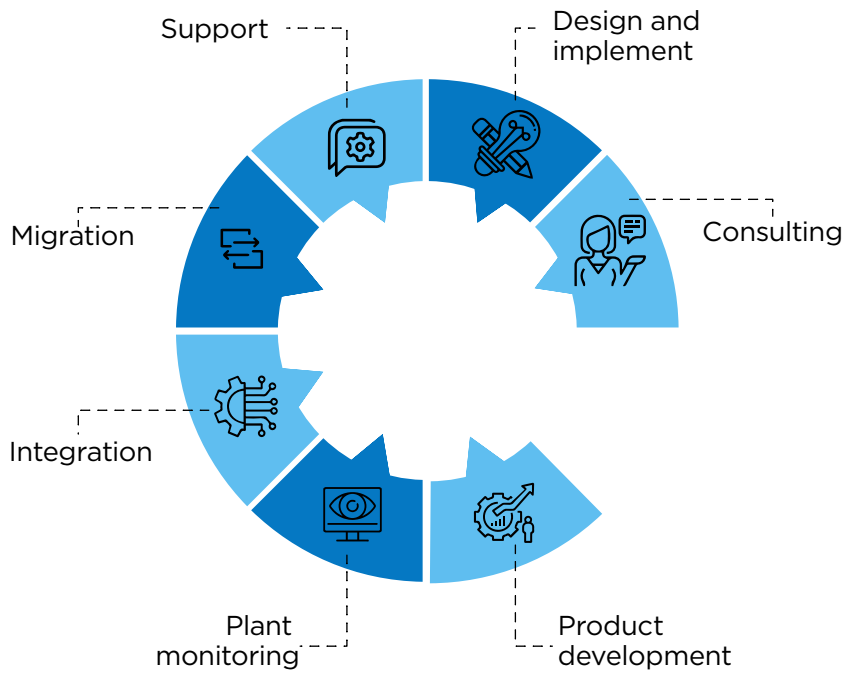 Support
Design and
implement
Migration
Consulting
Integration
Plant
monitoring
Product
development